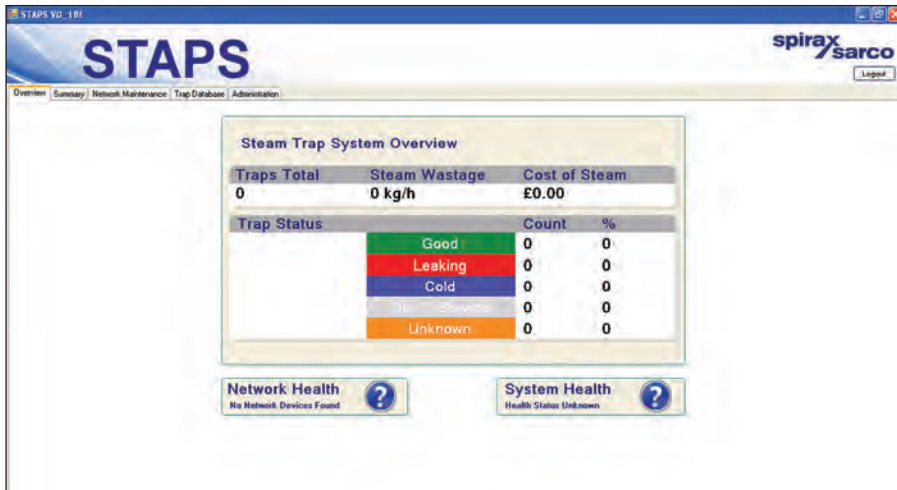 STAPS V0_18f
STAPS
spirax
sarco
Logout
Overview Summary Network Maintenance Trap Database Administration
Steam Trap System Overview
Traps Total Steam Wastage Cost of Steam
0 0 kg/h £0.00
Trap Status Count %
Good 0 0
Leaking 0 0
Cold 0 0
0 0
Unknown 0 0
Network Health
No Network Devices Found
?
System Health
Health Status Unknown
?